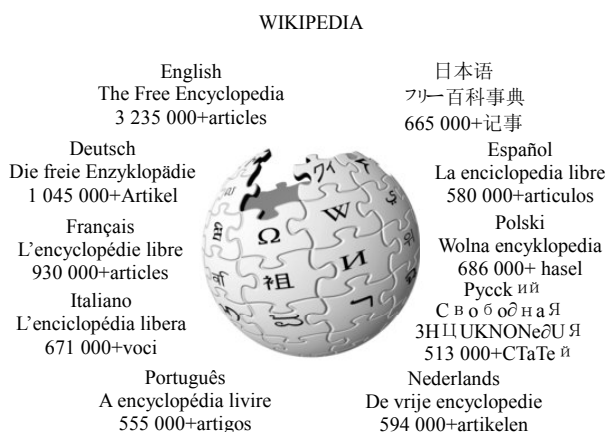 WIKIPEDIA
English
The Free Encyclopedia
3 235 000+articles
日本语
フリー百科事典
665 000+记事
Deutsch
Die freie Enzyklopädie
1 045 000+Artikel
Español
La enciclopedia libre
580 000+articulos
Français
L'encyclopédie libre
930 000+articles
Polski
Wolna encyklopedia
686 000+ hasel
Italiano
L'enciclopédia libera
671 000+voci
Русск ий
С в о б о∂ н а Я
3Н Ц UKNONe∂U Я
513 000+CTaTe й
Português
A encyclopédia livire
555 000+artigos
Nederlands
De vrije encyclopedie
594 000+artikelen
Ω
W
祖
И